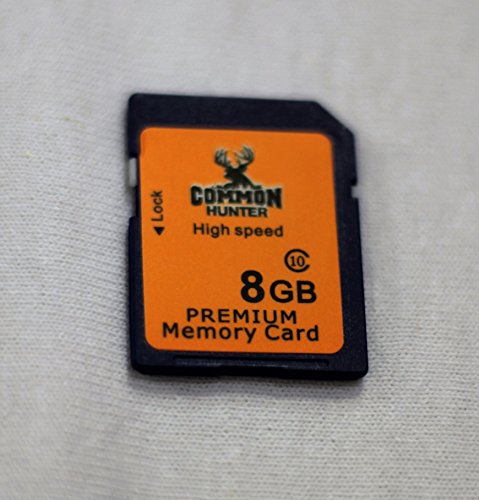 COMMON
HUNTER
High speed
◄ Lock
10
8GB
PREMIUM
Memory Card